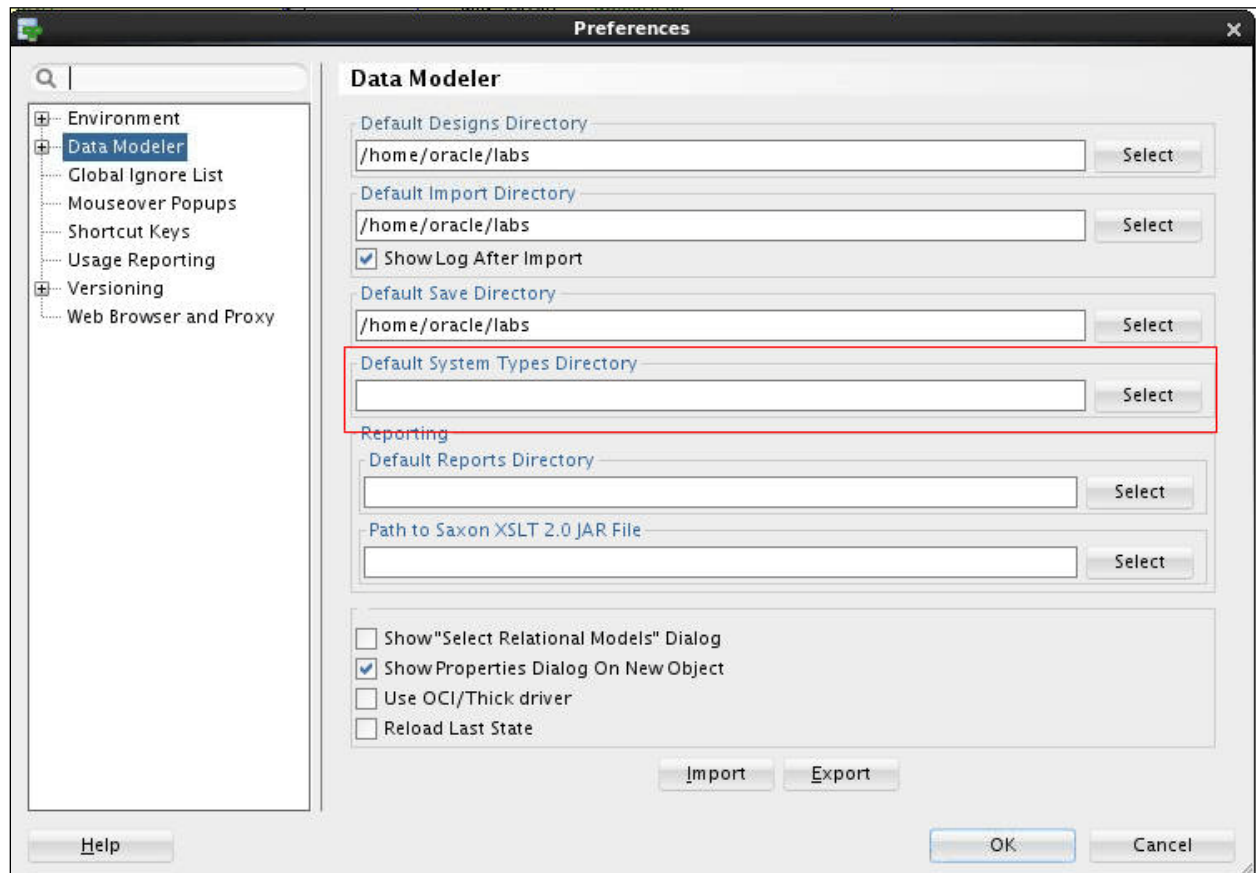 Preferences
Environment
Data Modeler
Global Ignore List
Mouseover Popups
Shortcut Keys
Usage Reporting
Versioning
Web Browser and Proxy
Data Modeler
Default Designs Directory
/home/oracle/labs
Select
Default Import Directory
/home/oracle/labs
Select
Show Log After Import
Default Save Directory
/home/oracle/labs
Select
Default System Types Directory
Select
Reporting
Default Reports Directory
Select
Path to Saxon XSLT 2.0 JAR File
Select
Show "Select Relational Models" Dialog
Show Properties Dialog On New Object
Use OCI/Thick driver
Reload Last State
Import Export
Help OK Cancel